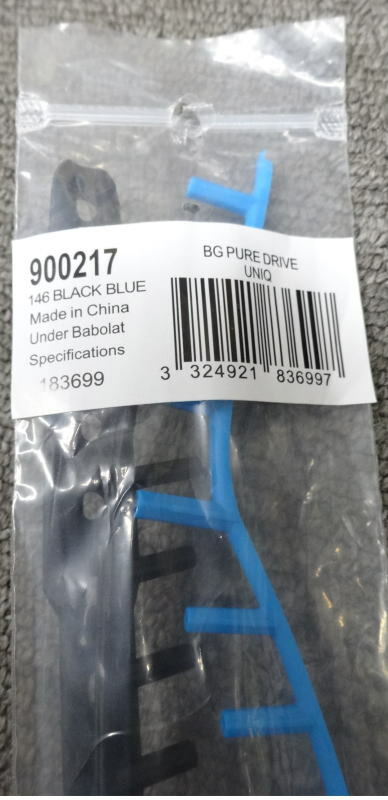 900217
146 BLACK BLUE
Made in China
Under Babolat
Specifications
183699
BG PURE DRIVE
UNIQ
3 324921 836997